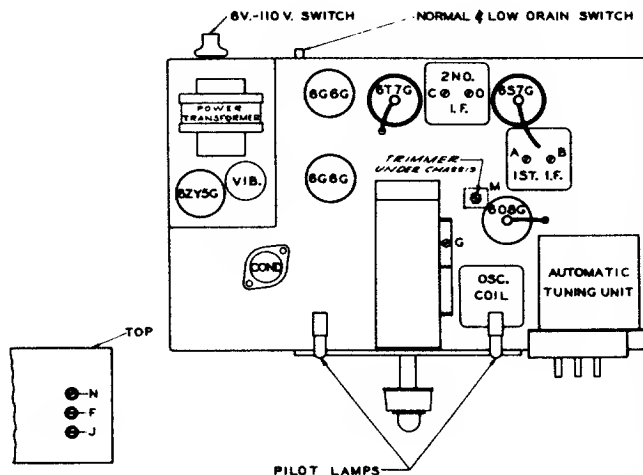 6V.-110 V. SWITCH
NORMAL & LOW DRAIN SWITCH
POWER
TRANSFORMER
6ZY5G
VIB.
6G6G
6G6G
6T7G
2ND.
C O
I.F.
6S7G
A B
1ST. I.F.
TRIMMER
UNDER CHASSIS
M
6D8G
G
COND
OSC.
COIL
AUTOMATIC
TUNING UNIT
TOP
N
F
J
PILOT LAMPS